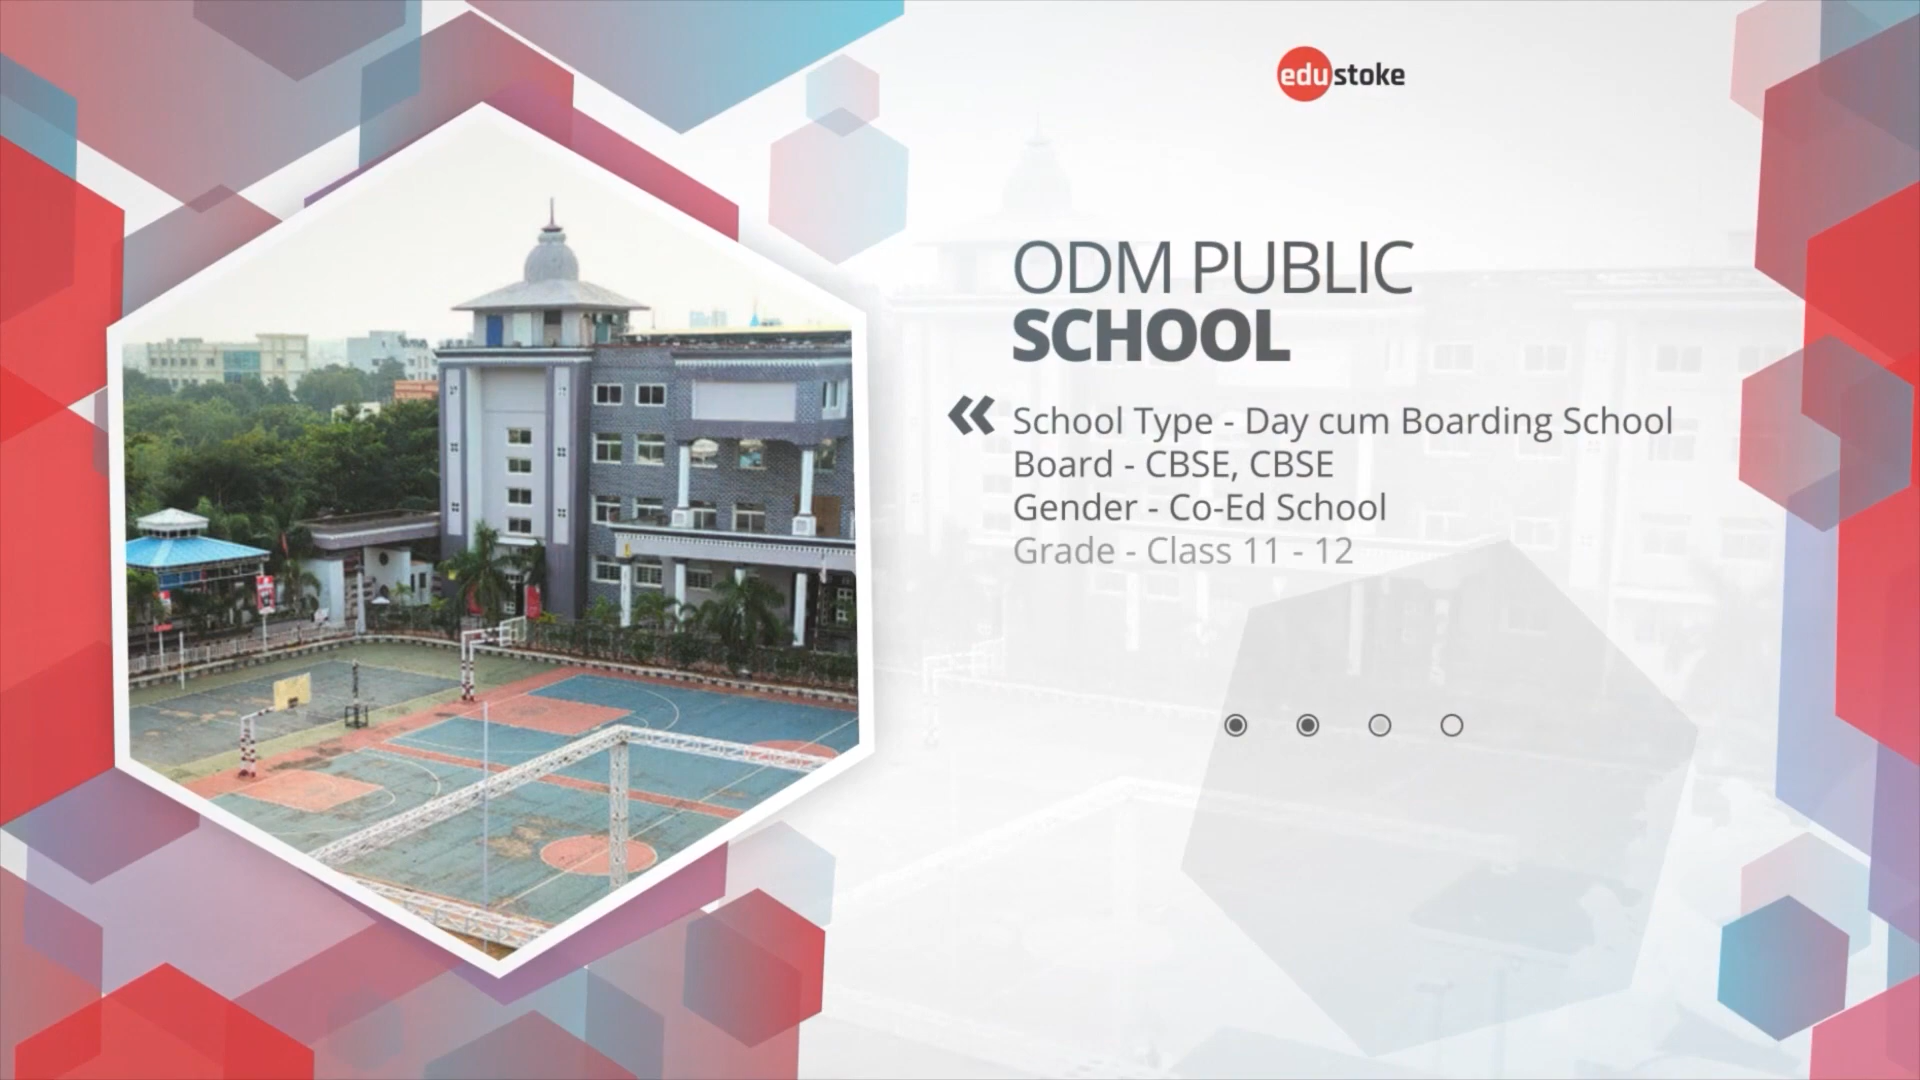 edustoke
ODM PUBLIC
SCHOOL
School Type - Day cum Boarding School
Board - CBSE, CBSE
Gender - Co-Ed School
Grade - Class 11 - 12